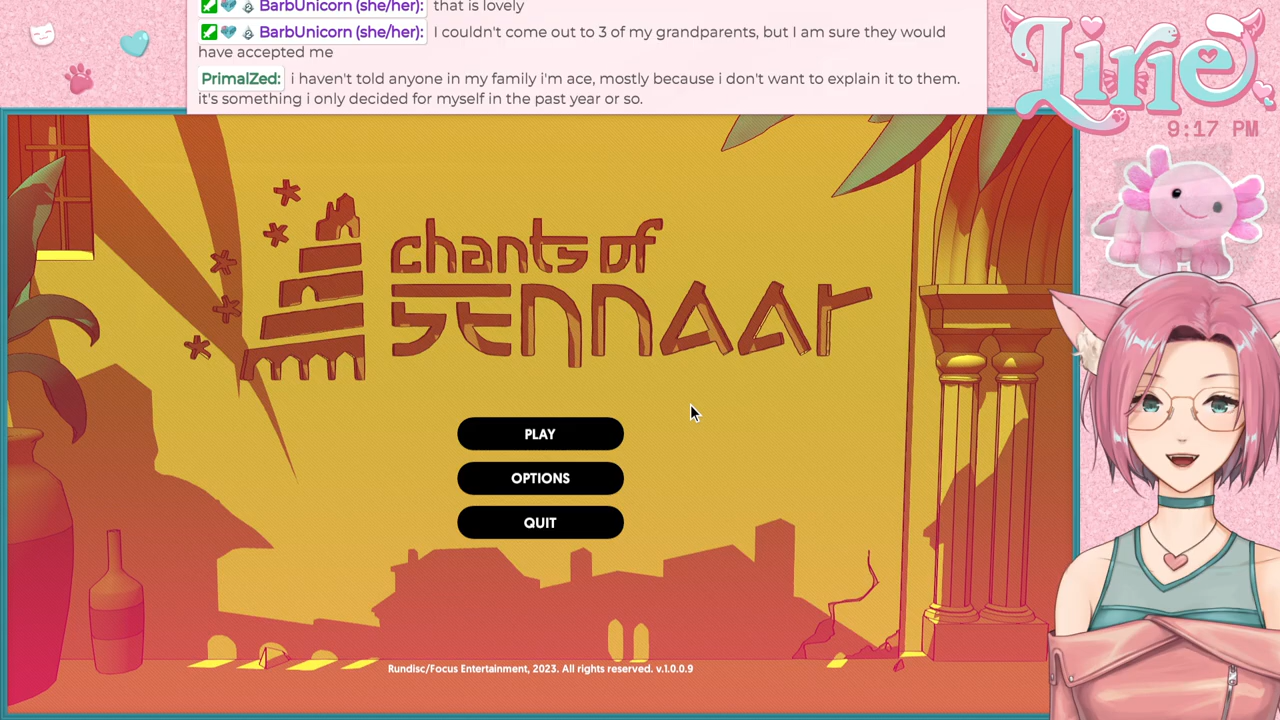 BarbUnicorn (she/her): that is lovely
BarbUnicorn (she/her): I couldn't come out to 3 of my grandparents, but I am sure they would
have accepted me
PrimalZed: i haven't told anyone in my family i'm ace, mostly because i don't want to explain it to them.
it's something i only decided for myself in the past year or so.
Lirie
9:17 PM
chants of
SENNAAr
PLAY
OPTIONS
QUIT
Rundisc/Focus Entertainment, 2023. All rights reserved. v.1.0.0.9